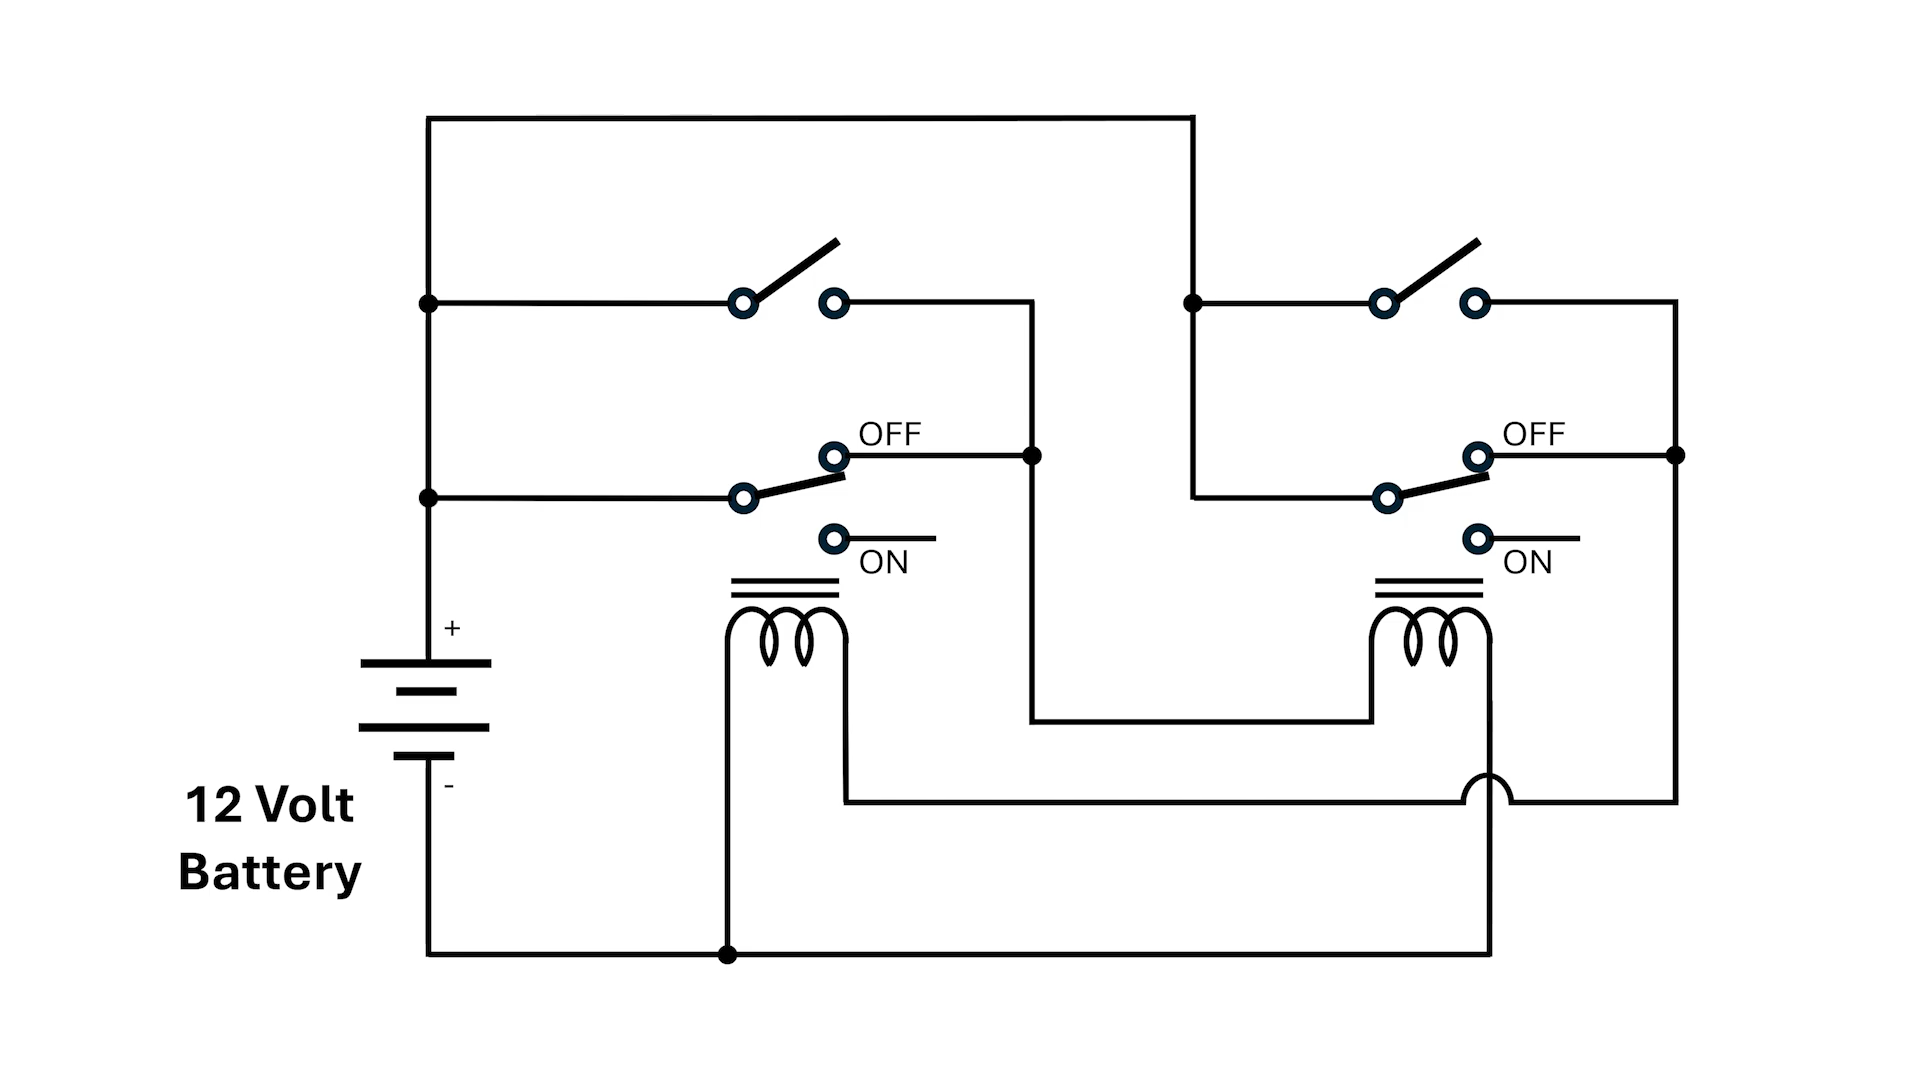 OFF
OFF
ON
ON
+
-
12 Volt
Battery